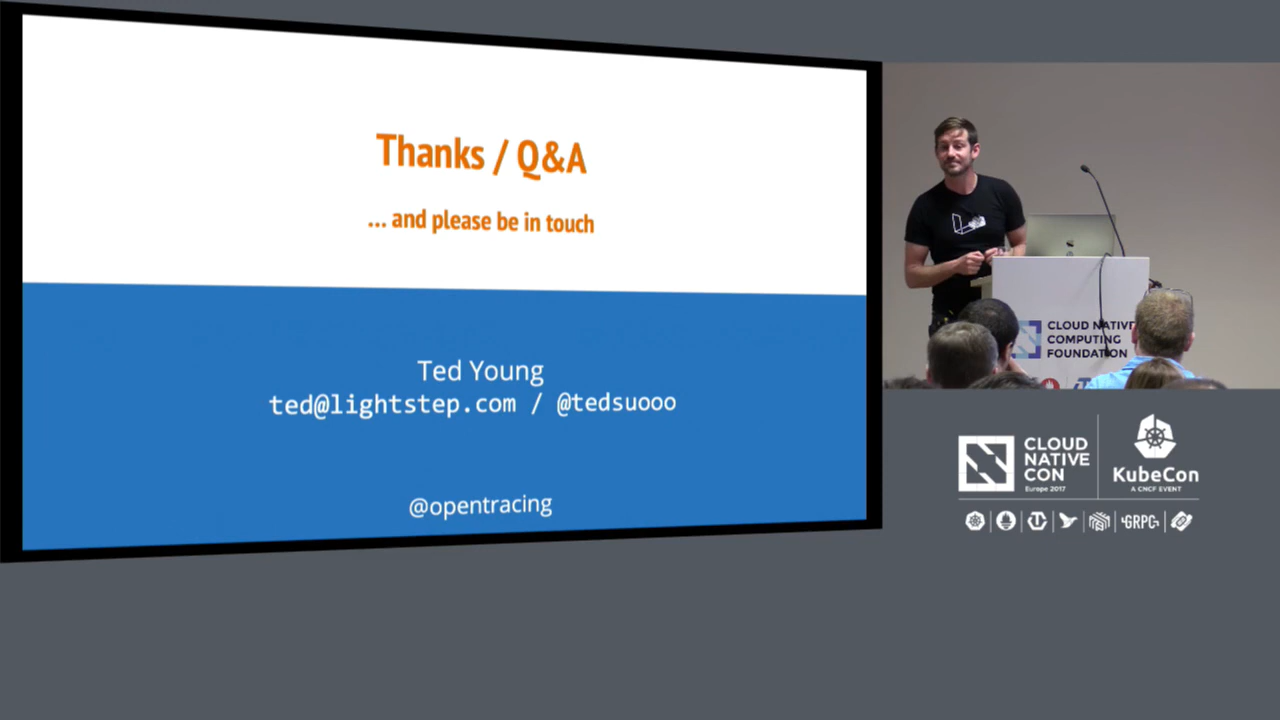 Thanks / Q&A
... and please be in touch
Ted Young
ted@lightstep.com / @tedsuooo
@opentracing
CLOUD NATIVE
COMPUTING
FOUNDATION
CLOUD
NATIVE
CON
Europe 2017
KubeCon
A CNCF EVENT
GRPC